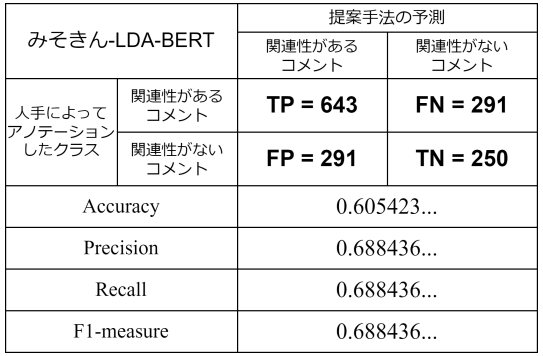 みそきん-LDA-BERT
提案手法の予測
関連性がある
コメント
関連性がない
コメント
人手によって
アノテーション
したクラス
関連性がある
コメント
TP = 643
FN = 291
関連性がない
コメント
FP = 291
TN = 250
Accuracy
0.605423...
Precision
0.688436...
Recall
0.688436...
F1-measure
0.688436...